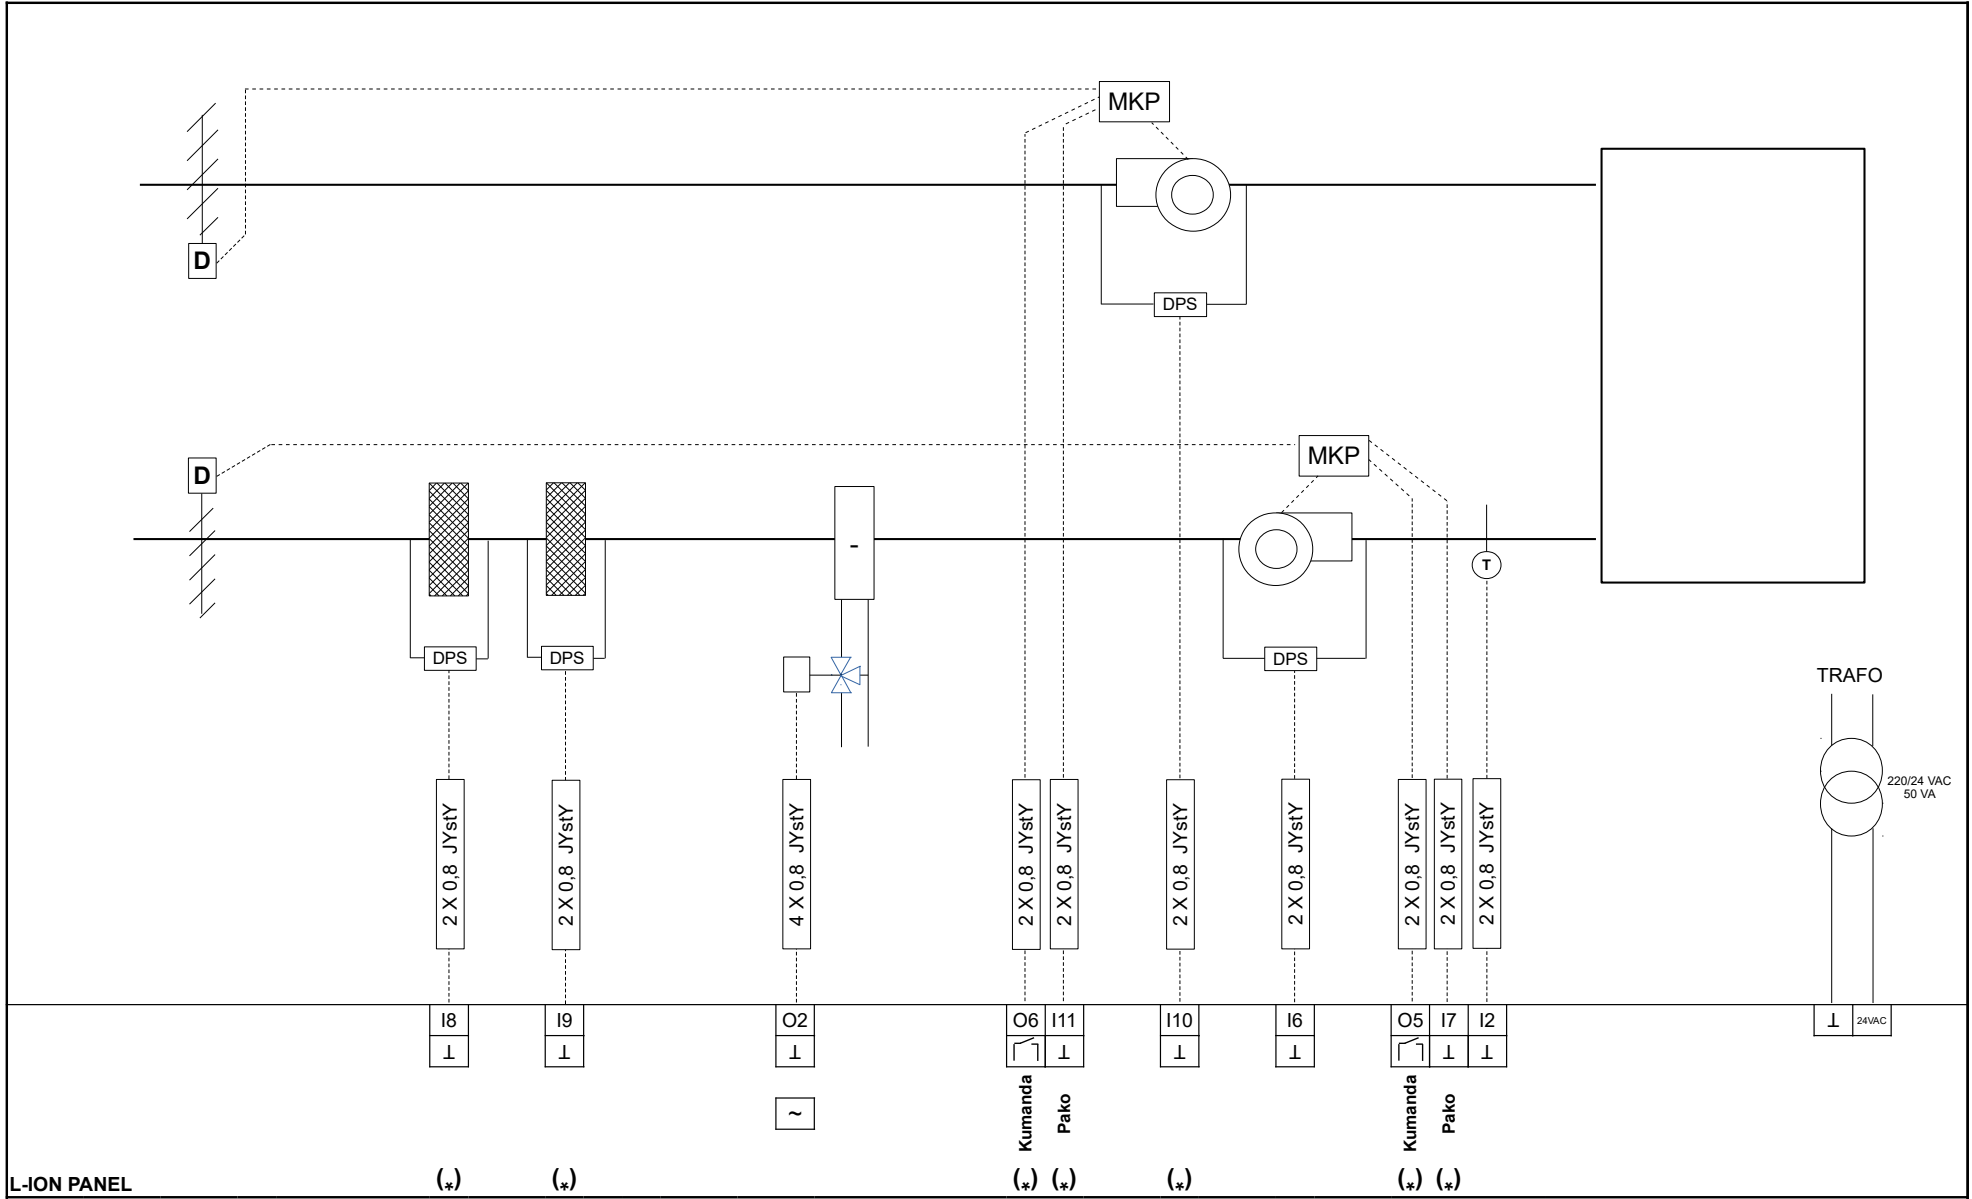 MKP
D
DPS
MKP
D
-
T
DPS
DPS
DPS
TRAFO
220/24 VAC
50 VA
2 X 0,8 JYstY
2 X 0,8 JYstY
4 X 0,8 JYstY
2 X 0,8 JYstY
2 X 0,8 JYstY
2 X 0,8 JYstY
2 X 0,8 JYstY
2 X 0,8 JYstY
2 X 0,8 JYstY
2 X 0,8 JYstY
I8
I9
O2
O6
I11
I10
I6
O5
I7
I2
⊥
24VAC
⊥
⊥
⊥
⊥
⊥
⊥
⊥
⊥
~
Kumanda
Pako
Kumanda
Pako
L-ION PANEL
(*)
(*)
(*)
(*)
(*)
(*)
(*)